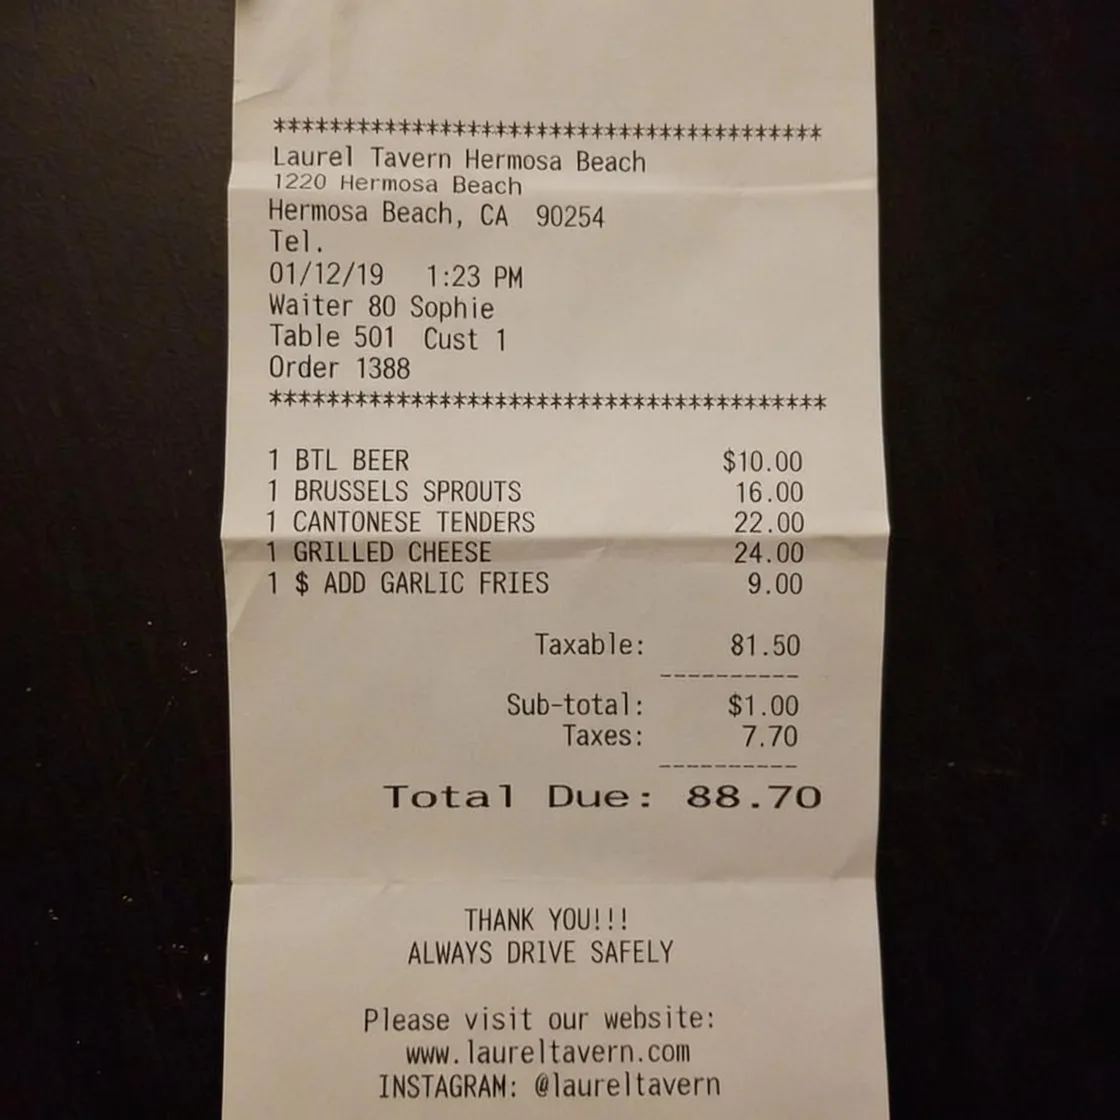 ****************************************
Laurel Tavern Hermosa Beach
1220 Hermosa Beach
Hermosa Beach, CA 90254
Tel.
01/12/19 1:23 PM
Waiter 80 Sophie
Table 501 Cust 1
Order 1388
****************************************
1 BTL BEER $10.00
1 BRUSSELS SPROUTS 16.00
1 CANTONESE TENDERS 22.00
1 GRILLED CHEESE 24.00
1 $ ADD GARLIC FRIES 9.00
Taxable: 81.50
----------
Sub-total: $1.00
Taxes: 7.70
----------
Total Due: 88.70
THANK YOU!!!
ALWAYS DRIVE SAFELY
Please visit our website:
www.laureltavern.com
INSTAGRAM: @laureltavern